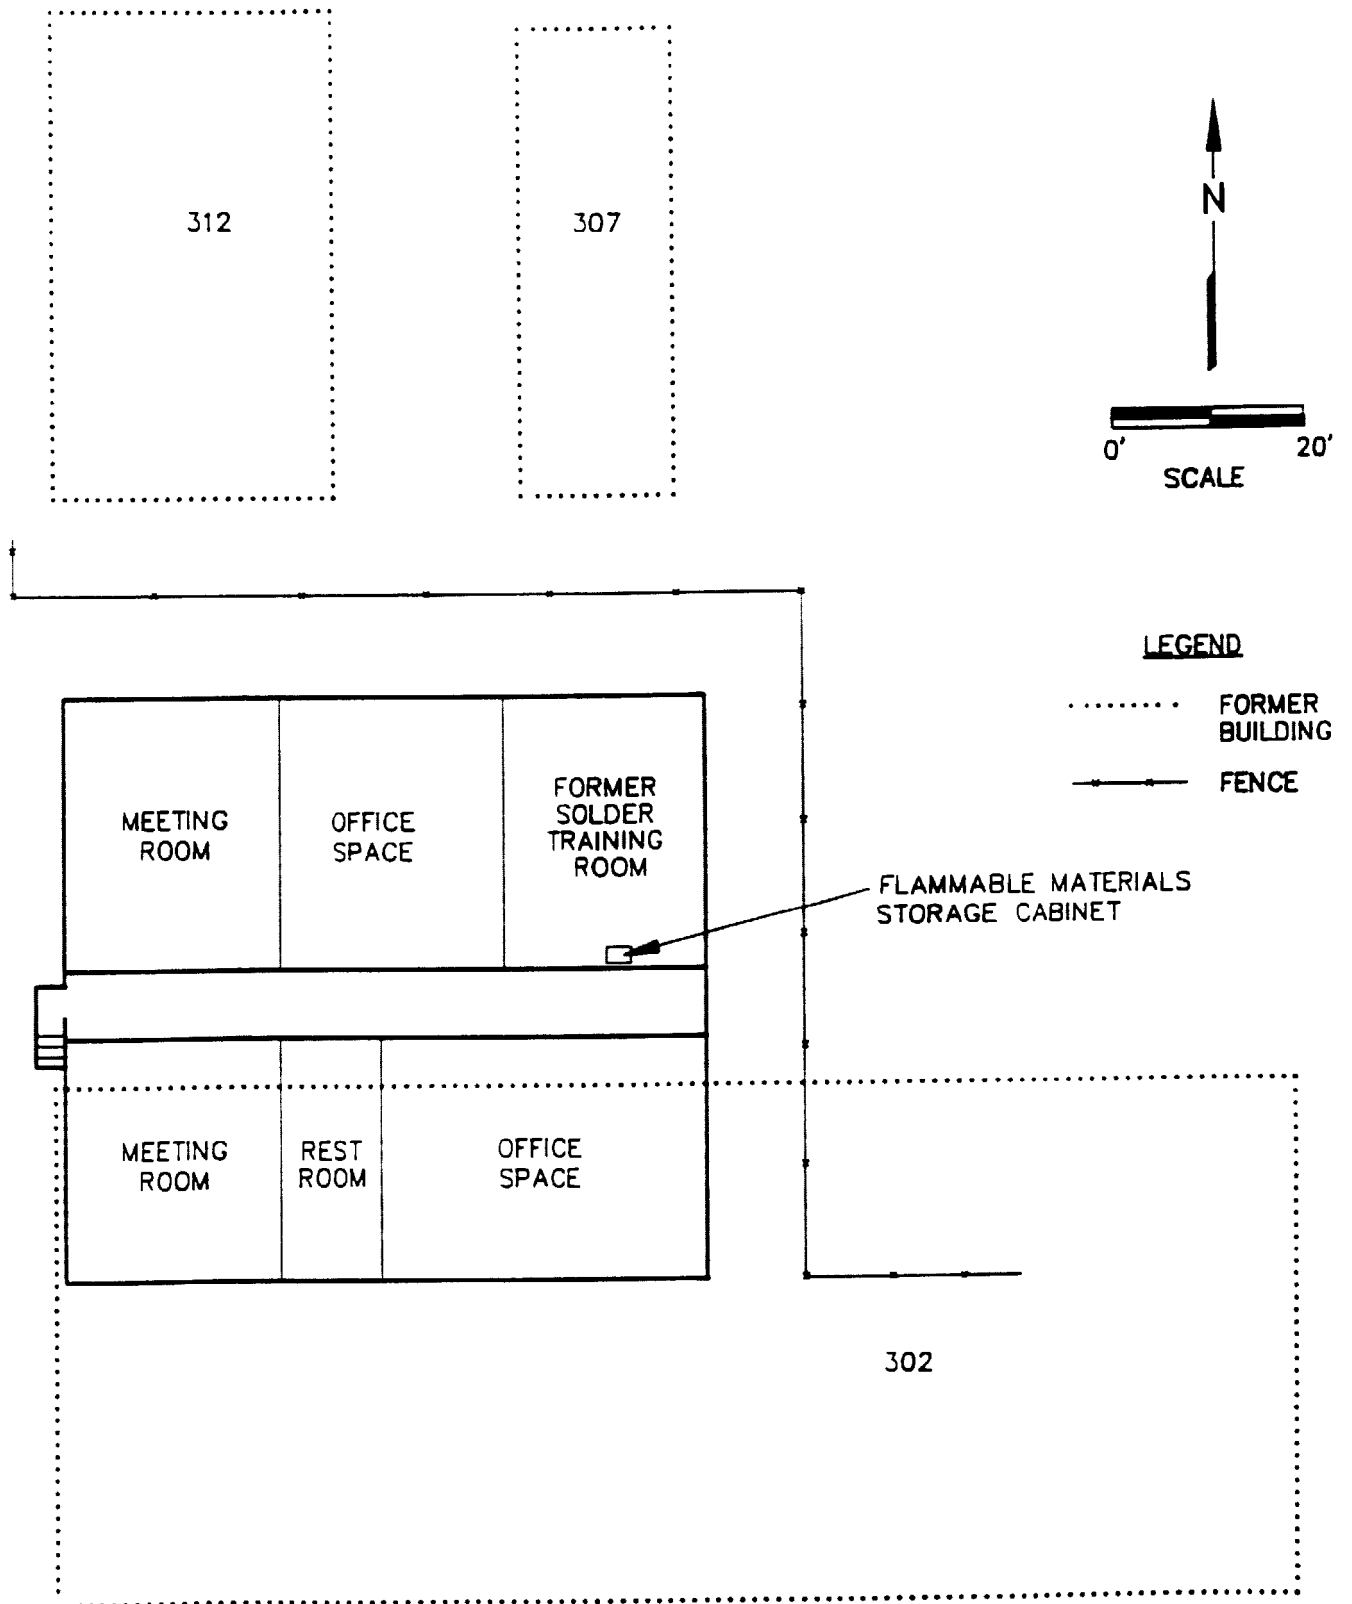 312
307
N
0' 20'
SCALE
LEGEND
FORMER
BUILDING
FENCE
MEETING
ROOM
OFFICE
SPACE
FORMER
SOLDER
TRAINING
ROOM
FLAMMABLE MATERIALS
STORAGE CABINET
MEETING
ROOM
REST
ROOM
OFFICE
SPACE
302